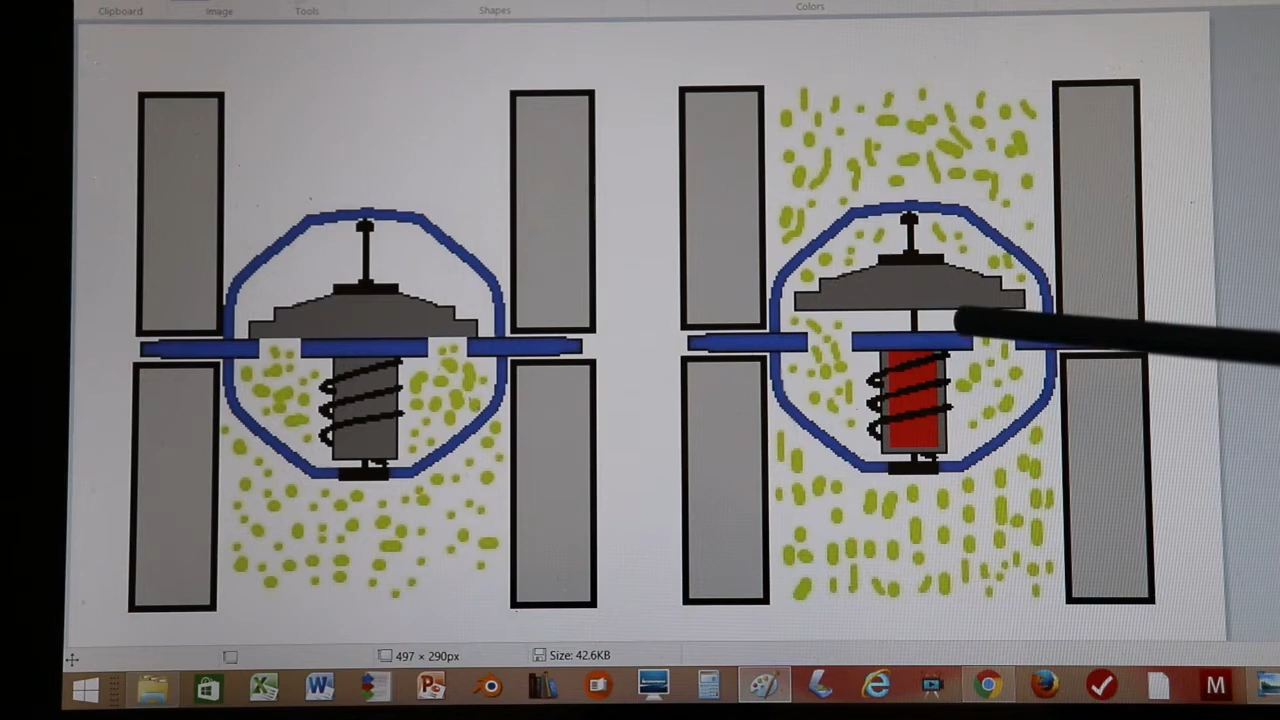 Clipboard
Image
Tools
Shapes
Colors
497 × 290px
Size: 42.6KB
M